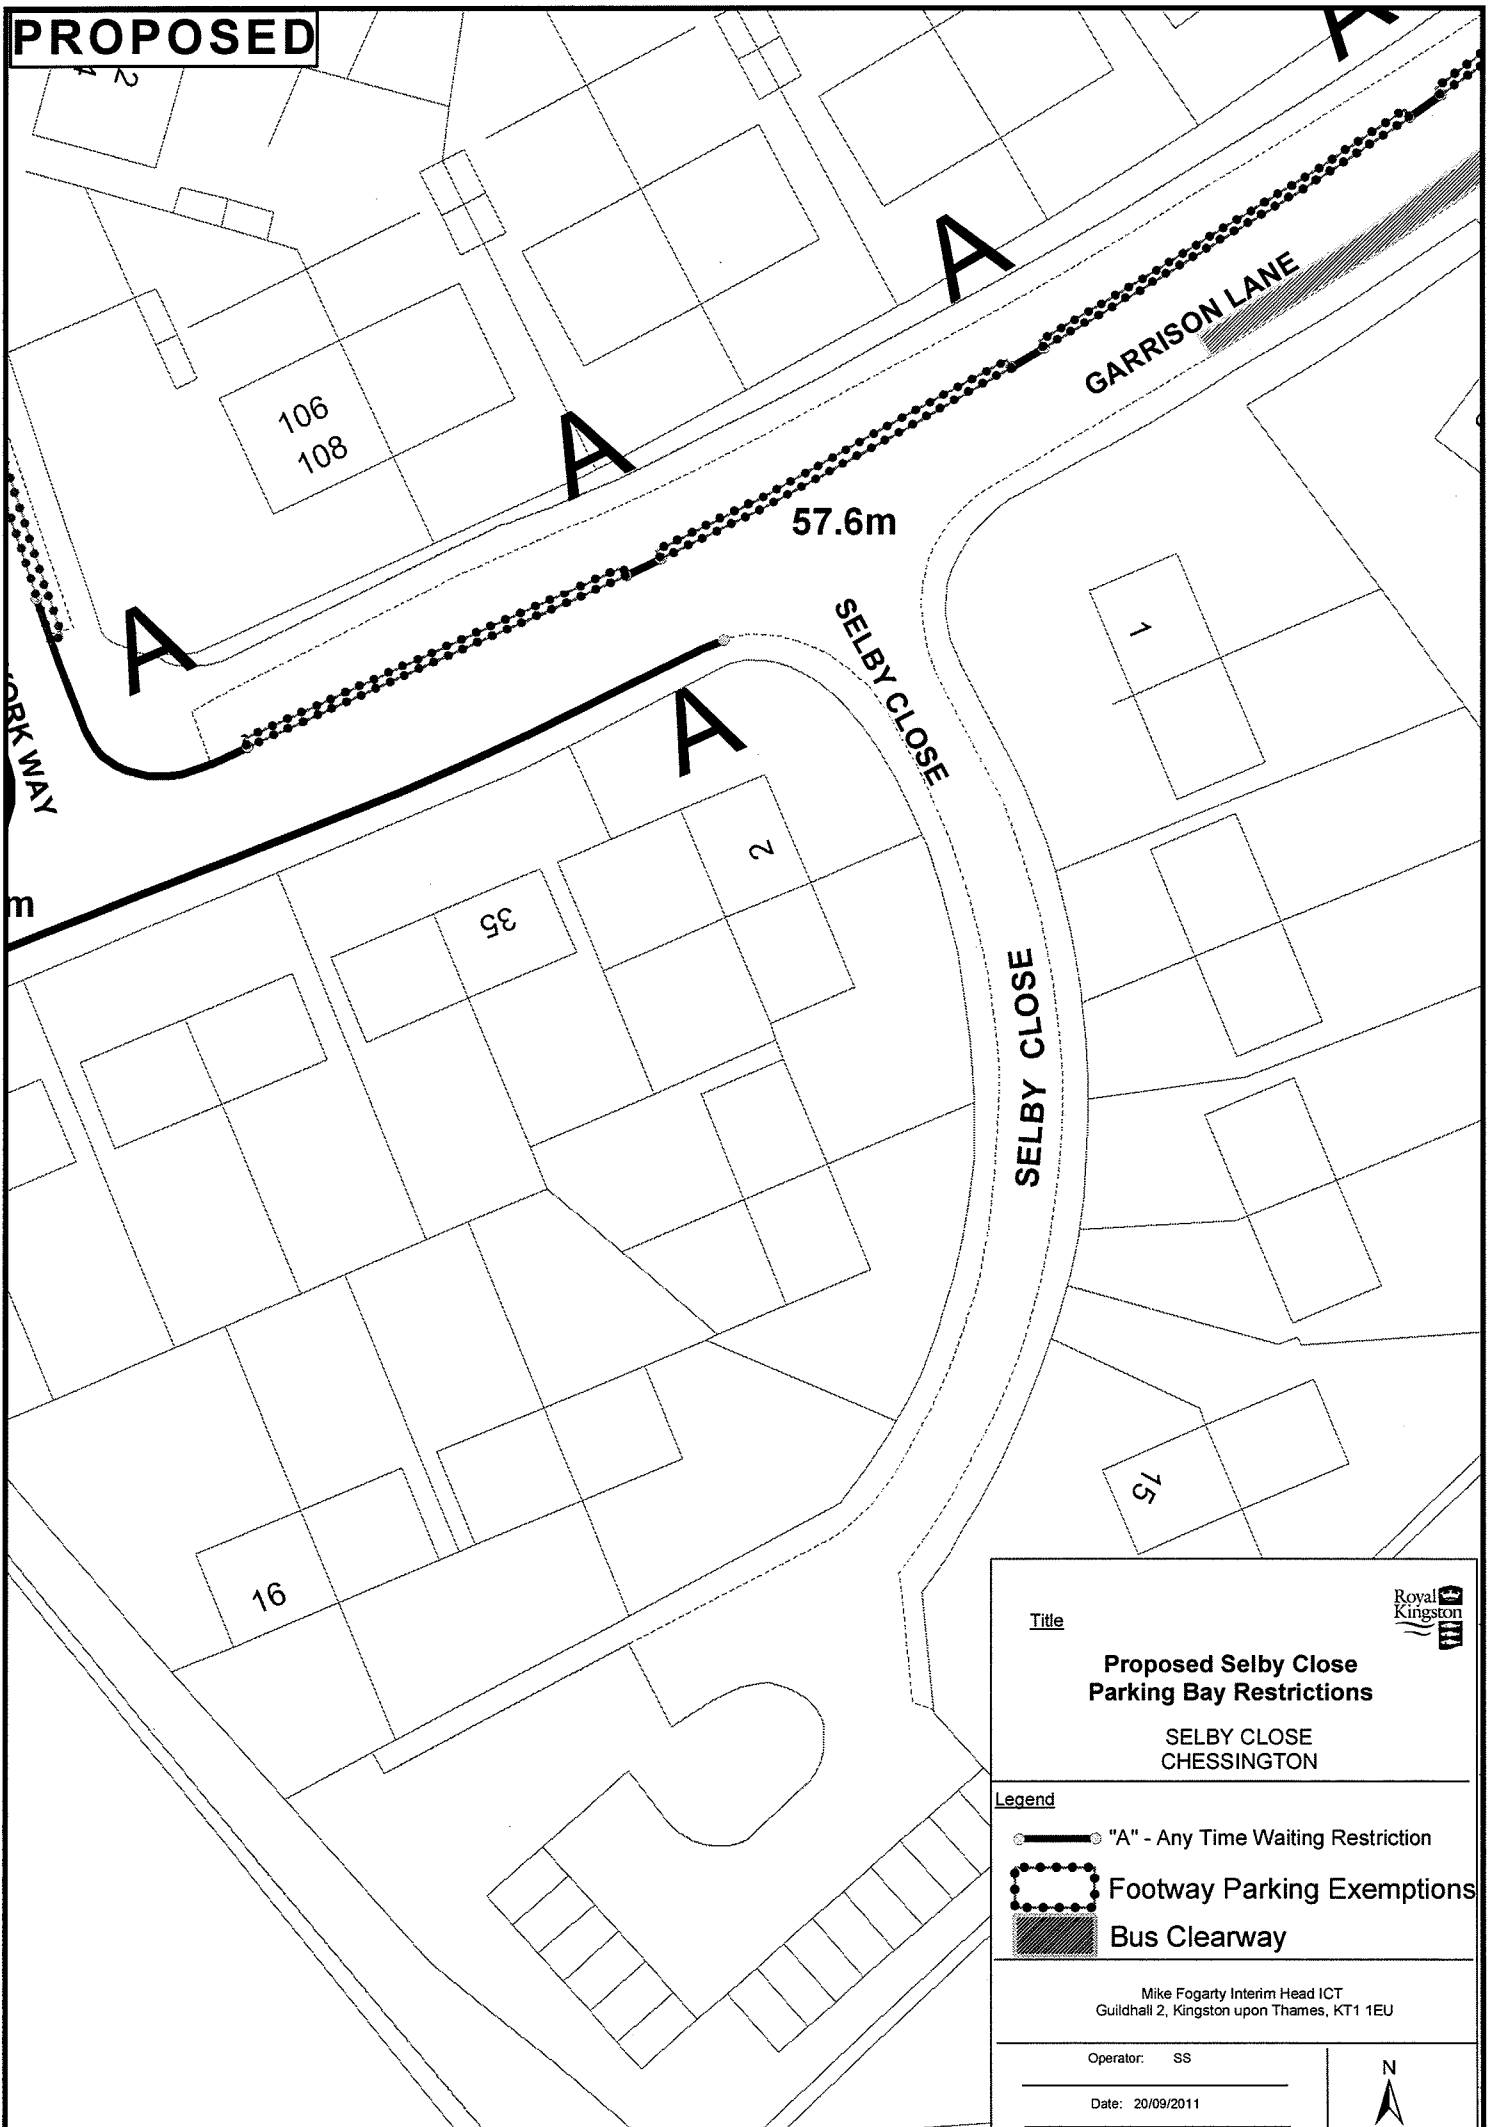 PROPOSED
2
A
A
GARRISON LANE
106
108
A
57.6m
A
SELBY CLOSE
1
A
WAY
2
m
35
SELBY CLOSE
15
16
Title
Royal
Kingston
Proposed Selby Close
Parking Bay Restrictions
SELBY CLOSE
CHESSINGTON
Legend
"A" - Any Time Waiting Restriction
Footway Parking Exemptions
Bus Clearway
Mike Fogarty Interim Head ICT
Guildhall 2, Kingston upon Thames, KT1 1EU
Operator: SS
N
Date: 20/09/2011